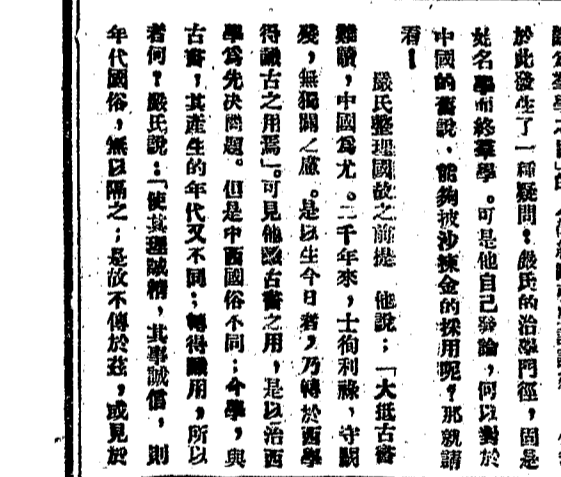 於此發生了一種疑問!嚴氏的治學門徑,固是
始名學而終羣學。可是他自己發論,何以對於
中國的舊說、能夠披沙揀金的採用呢?那就請
看!
嚴氏整理國故之前提 他說;「大抵古書
難讀,中國爲尤。二千年來,士徇利祿,守闕
殘,無獨闢之慮。是以生今日者,乃轉於西學
得識古之用焉」。可見他識古書之用,是以治西
學爲先决問題。但是中西國俗不同;今學,與
古書,其產生的年代又不同;轉得識用,所以
者何?嚴氏說:「使其理誠精,其事誠信,則
年代國俗,無以隔之;是故不傳於茲,或見於